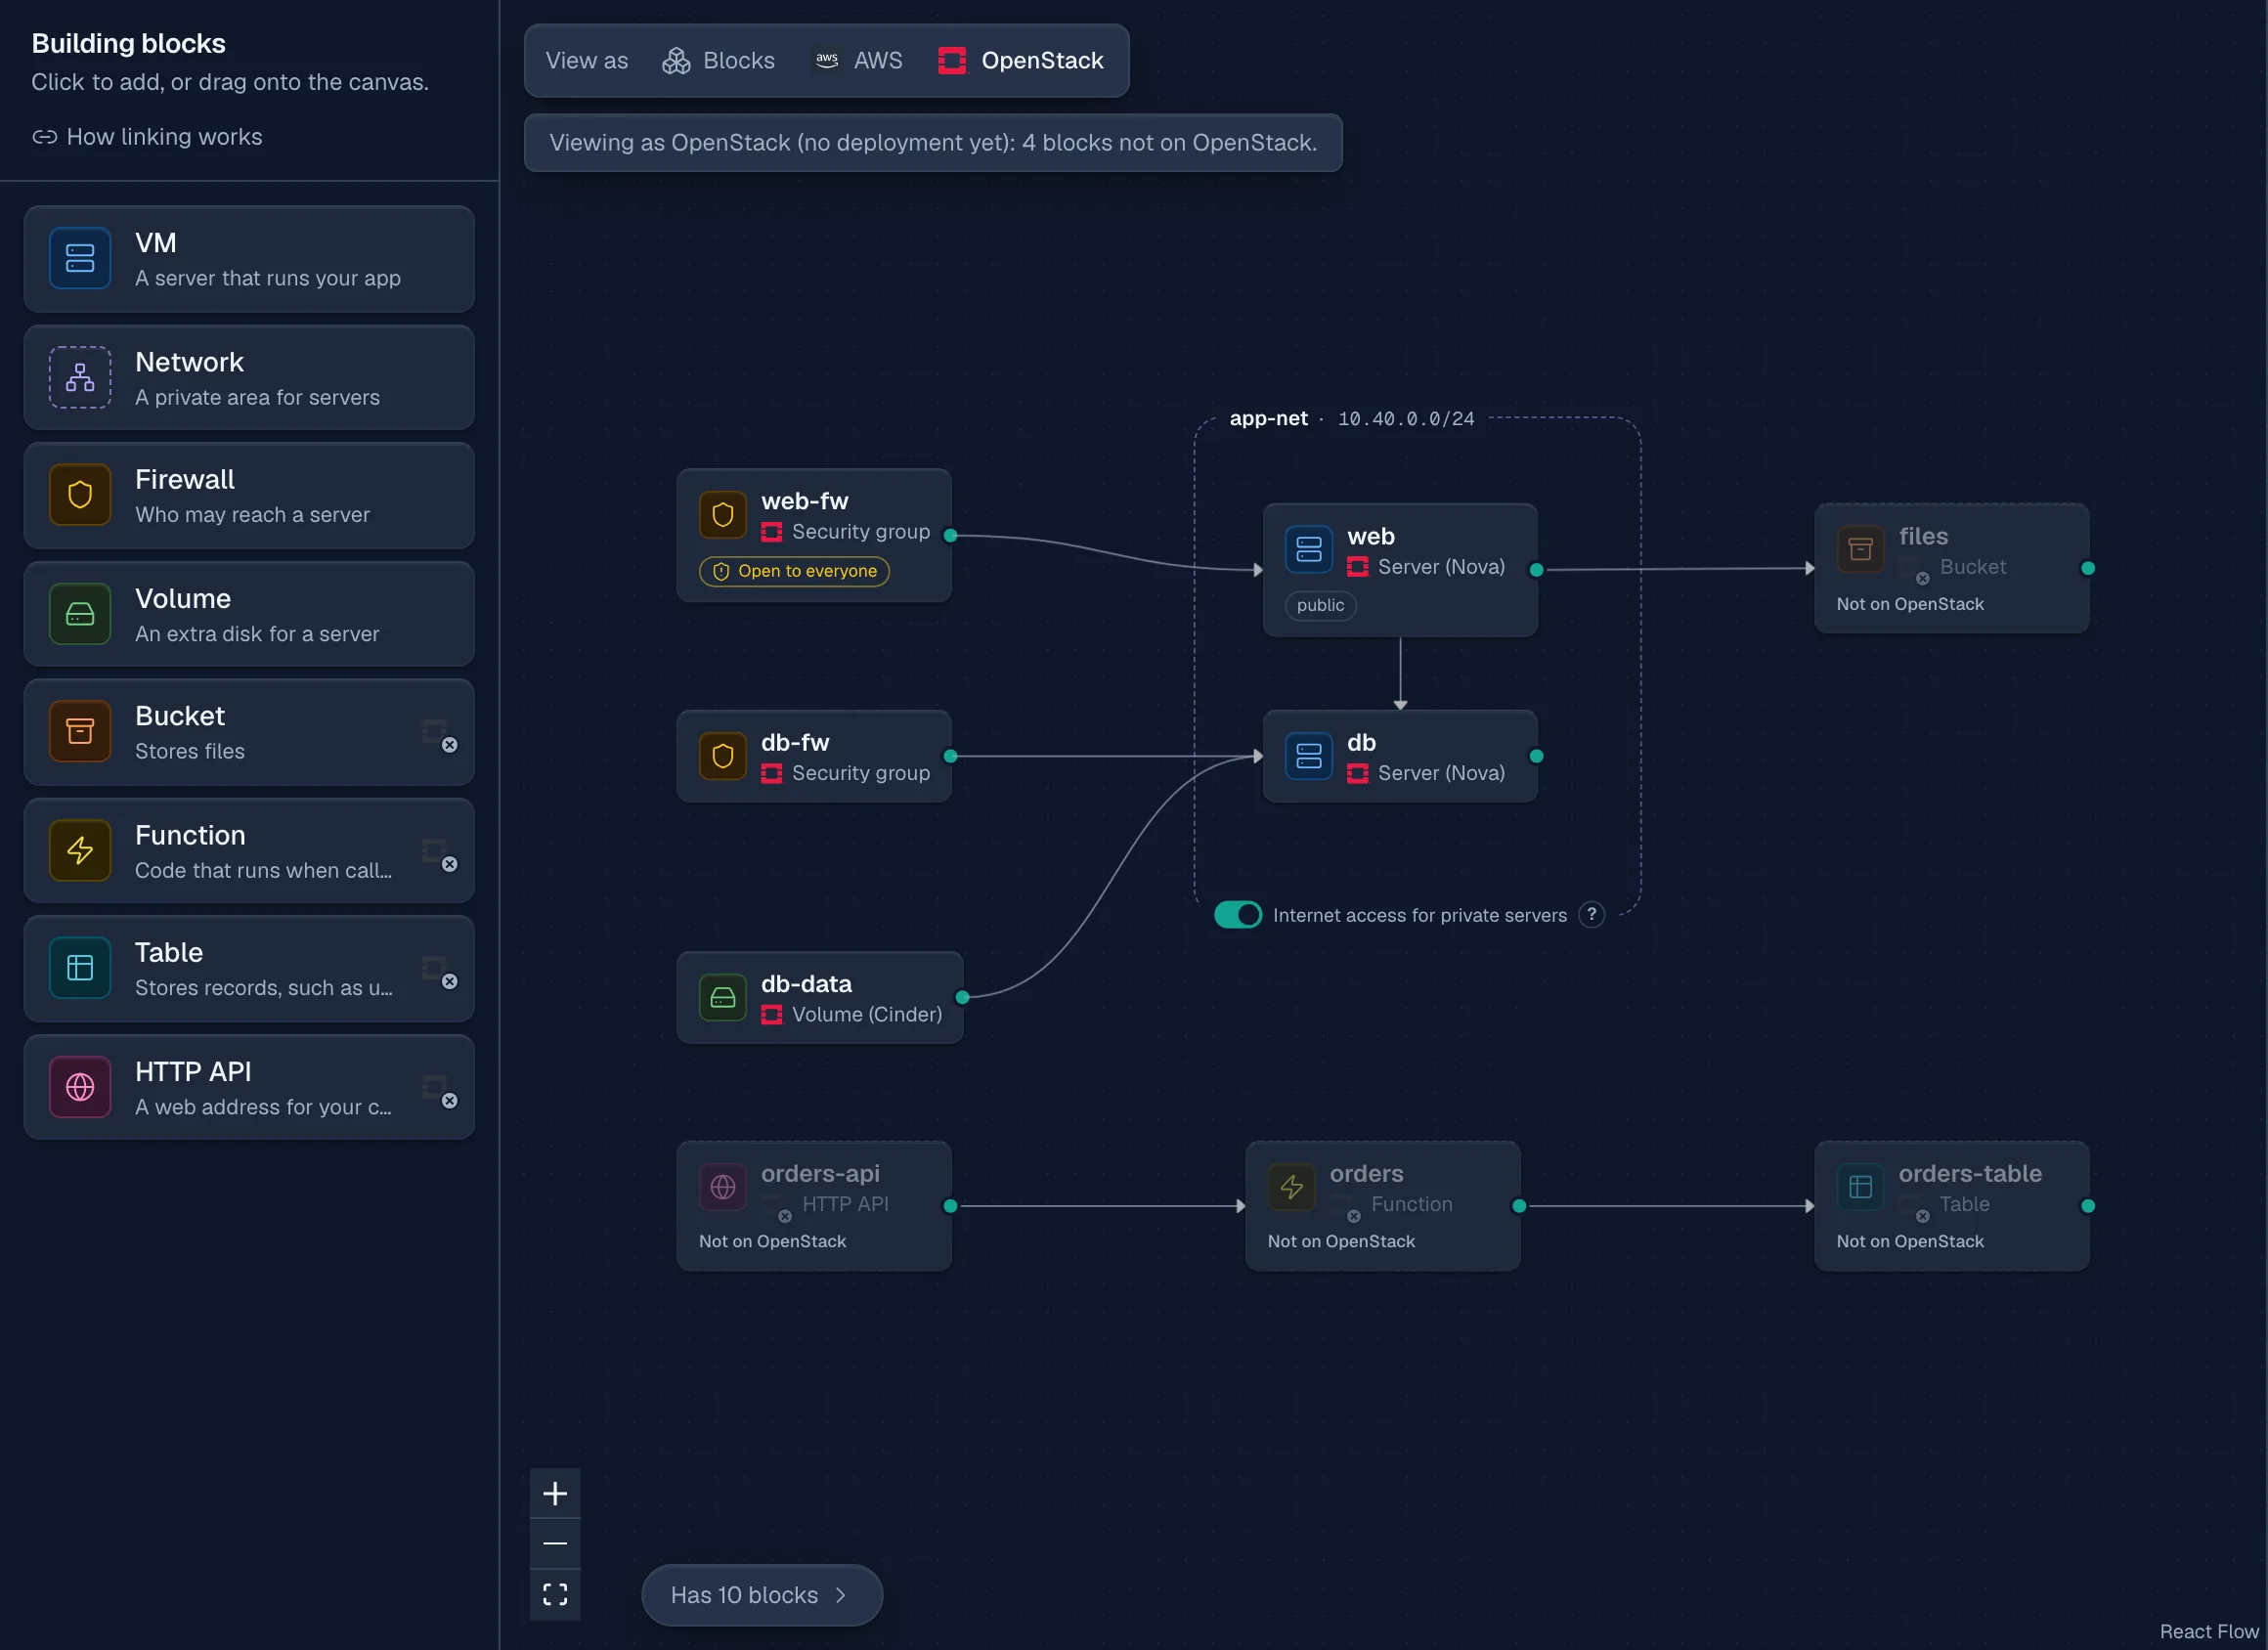 Building blocks
Click to add, or drag onto the canvas.
How linking works
VM
A server that runs your app
Network
A private area for servers
Firewall
Who may reach a server
Volume
An extra disk for a server
Bucket
Stores files
Function
Code that runs when call...
Table
Stores records, such as u...
HTTP API
A web address for your c...
View as
Blocks
aws
AWS
OpenStack
Viewing as OpenStack (no deployment yet): 4 blocks not on OpenStack.
app-net · 10.40.0.0/24
web-fw
Security group
Open to everyone
web
Server (Nova)
public
files
Bucket
Not on OpenStack
db-fw
Security group
db
Server (Nova)
Internet access for private servers ?
db-data
Volume (Cinder)
orders-api
HTTP API
Not on OpenStack
orders
Function
Not on OpenStack
orders-table
Table
Not on OpenStack
Has 10 blocks
React Flow